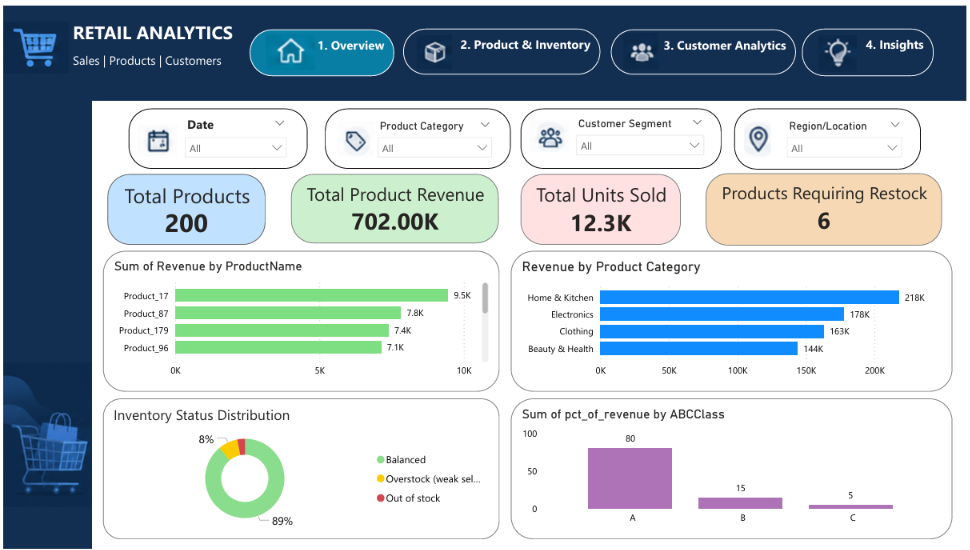 RETAIL ANALYTICS
Sales | Products | Customers
1. Overview
2. Product & Inventory
3. Customer Analytics
4. Insights
Date
All
Product Category
All
Customer Segment
All
Region/Location
All
Total Products
200
Total Product Revenue
702.00K
Total Units Sold
12.3K
Products Requiring Restock
6
Sum of Revenue by ProductName
Product_17 9.5K
Product_87 7.8K
Product_179 7.4K
Product_96 7.1K
0K 5K 10K
Revenue by Product Category
Home & Kitchen 218K
Electronics 178K
Clothing 163K
Beauty & Health 144K
0K 50K 100K 150K 200K
Inventory Status Distribution
8%
89%
Balanced
Overstock (weak sel...
Out of stock
Sum of pct_of_revenue by ABCClass
100
50
0
80
15
5
A B C